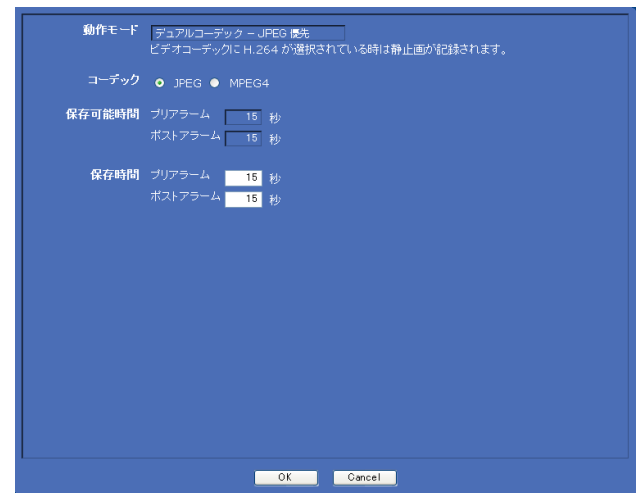 動作モード デュアルコーデック − JPEG 優先
ビデオコーデックに H.264 が選択されている時は静止画が記録されます。
コーデック JPEG MPEG4
保存可能時間 プリアラーム 15 秒
ポストアラーム 15 秒
保存時間 プリアラーム 15 秒
ポストアラーム 15 秒
OK Cancel